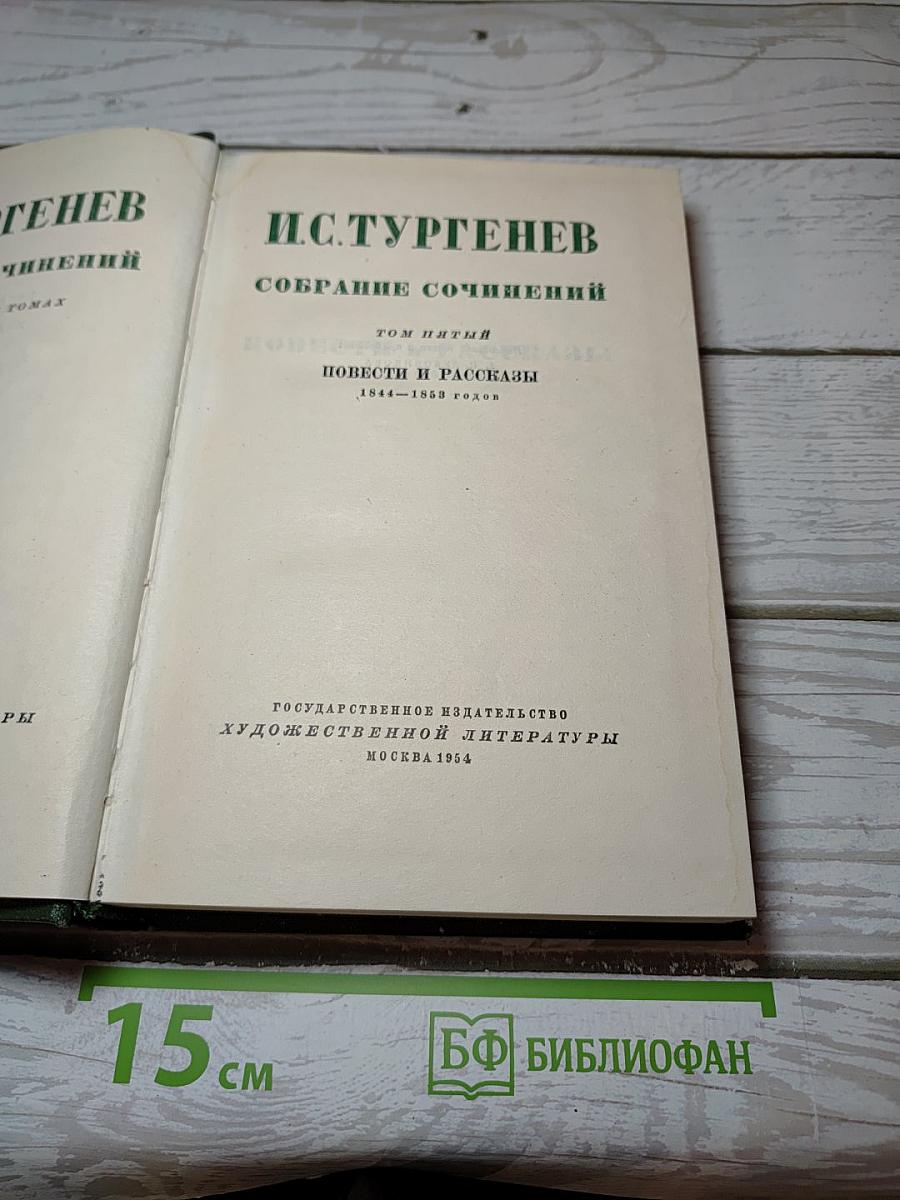 РГЕНЕВ
ЧИНЕНИЙ
ТОМАХ
РЫ
И.С.ТУРГЕНЕВ
СОБРАНИЕ СОЧИНЕНИЙ
ТОМ ПЯТЫЙ
ПОВЕСТИ И РАССКАЗЫ
1844—1853 годов
ГОСУДАРСТВЕННОЕ ИЗДАТЕЛЬСТВО
ХУДОЖЕСТВЕННОЙ ЛИТЕРАТУРЫ
МОСКВА 1954
15 см
БФ БИБЛИОФАН